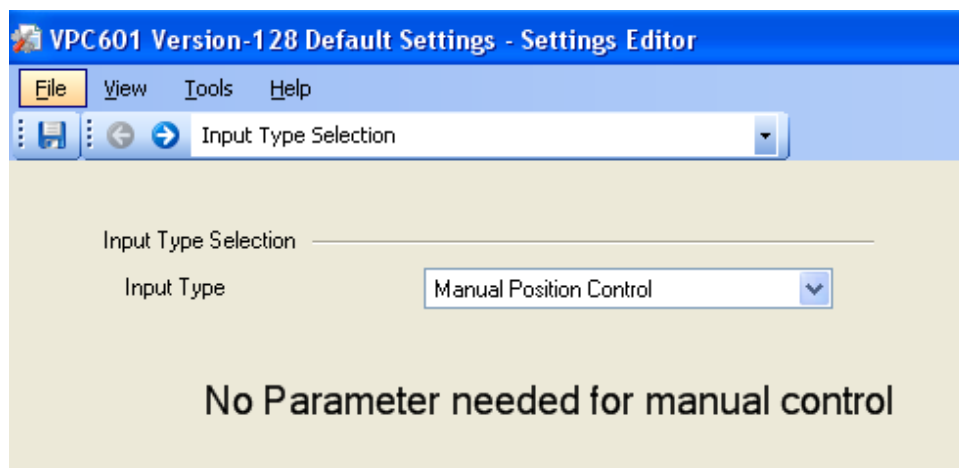 VPC601 Version-128 Default Settings - Settings Editor
File View Tools Help
Input Type Selection
Input Type Selection
Input Type Manual Position Control
No Parameter needed for manual control